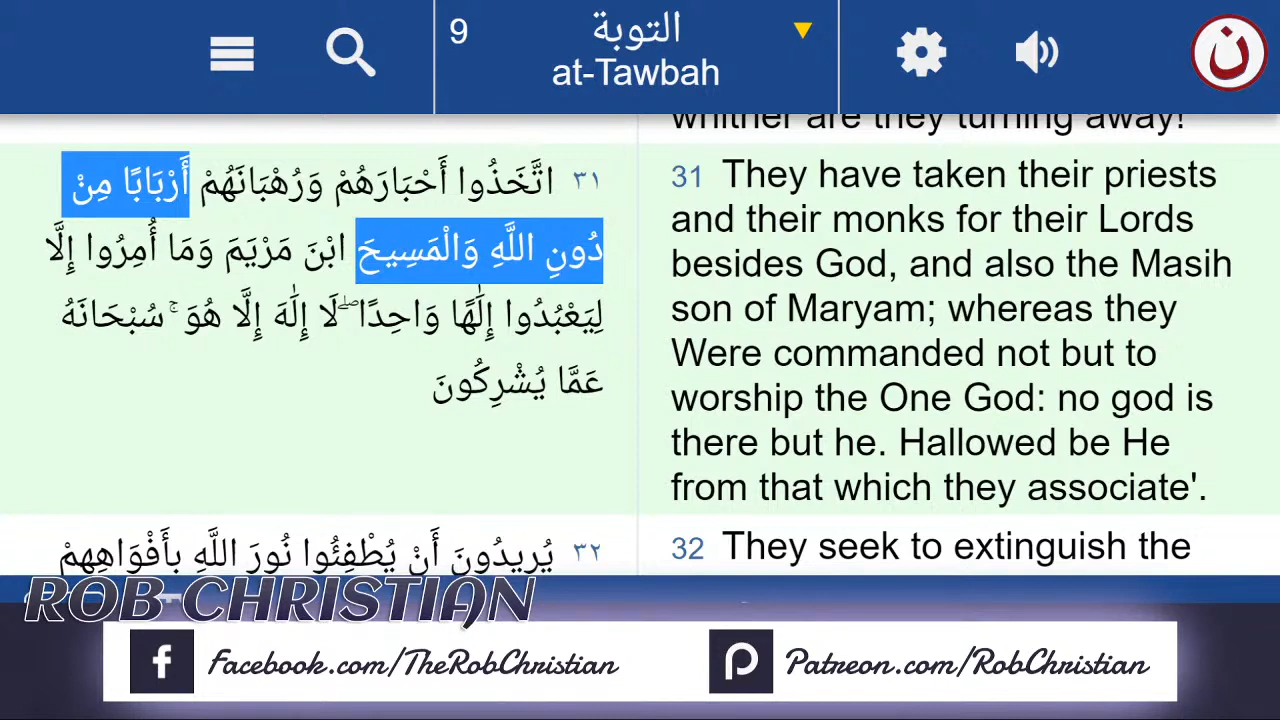 9
التوبة
at-Tawbah
ن
whither are they turning away!
٣١ اتَّخَذُوا أَحْبَارَهُمْ وَرُهْبَانَهُمْ أَرْبَابًا مِنْ
دُونِ اللَّهِ وَالْمَسِيحَ ابْنَ مَرْيَمَ وَمَا أُمِرُوا إِلَّا
لِيَعْبُدُوا إِلَٰهًا وَاحِدًا ۖ لَا إِلَٰهَ إِلَّا هُوَ ۚ سُبْحَانَهُ
عَمَّا يُشْرِكُونَ
31 They have taken their priests
and their monks for their Lords
besides God, and also the Masih
son of Maryam; whereas they
Were commanded not but to
worship the One God: no god is
there but he. Hallowed be He
from that which they associate'.
٣٢ يُرِيدُونَ أَنْ يُطْفِئُوا نُورَ اللَّهِ بِأَفْوَاهِهِمْ
32 They seek to extinguish the
ROB CHRISTIAN
Facebook.com/TheRobChristian
Patreon.com/RobChristian